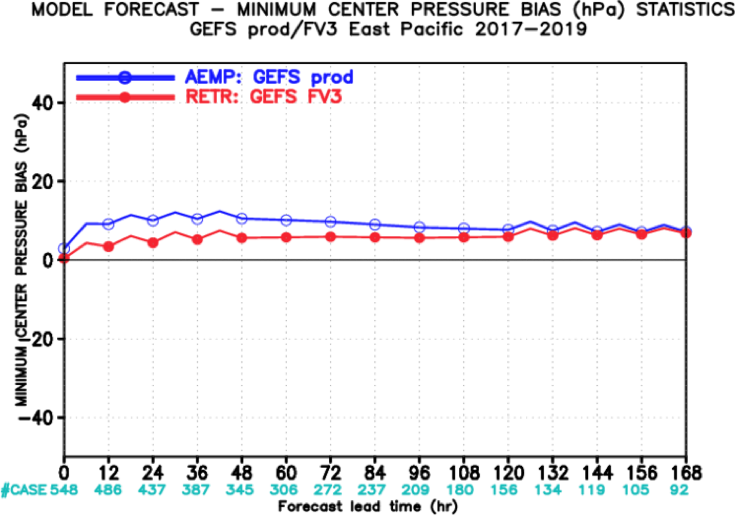 MODEL FORECAST – MINIMUM CENTER PRESSURE BIAS (hPa) STATISTICS
GEFS prod/FV3 East Pacific 2017–2019
AEMP: GEFS prod
RETR: GEFS FV3
MINIMUM CENTER PRESSURE BIAS (hPa)
40
20
0
–20
–40
0 12 24 36 48 60 72 84 96 108 120 132 144 156 168
#CASE 548 486 437 387 345 306 272 237 209 180 156 134 119 105 92
Forecast lead time (hr)